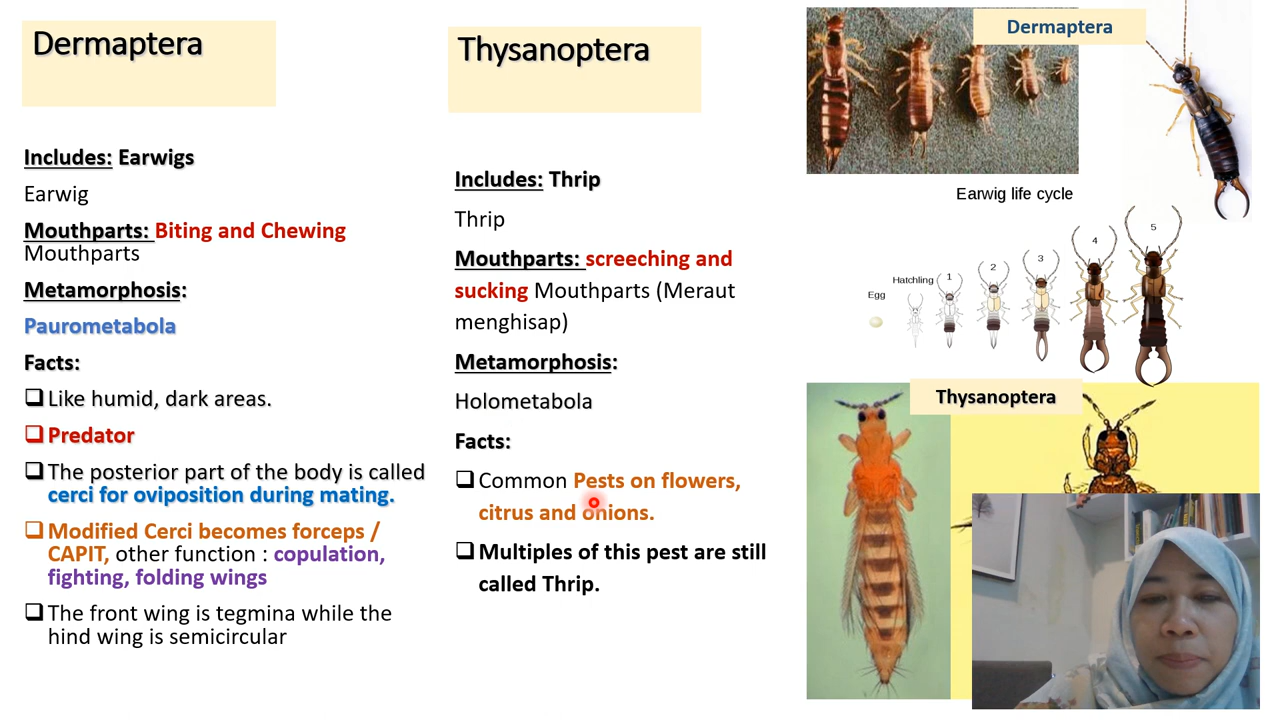 Dermaptera
Includes: Earwigs
Earwig
Mouthparts: Biting and Chewing
Mouthparts
Metamorphosis:
Paurometabola
Facts:
Like humid, dark areas.
Predator
The posterior part of the body is called
cerci for oviposition during mating.
Modified Cerci becomes forceps /
CAPIT, other function : copulation,
fighting, folding wings
The front wing is tegmina while the
hind wing is semicircular
Thysanoptera
Includes: Thrip
Thrip
Mouthparts: screeching and
sucking Mouthparts (Meraut
menghisap)
Metamorphosis:
Holometabola
Facts:
Common Pests on flowers,
citrus and onions.
Multiples of this pest are still
called Thrip.
Dermaptera
Earwig life cycle
Egg
Hatchling
1
2
3
4
5
Thysanoptera